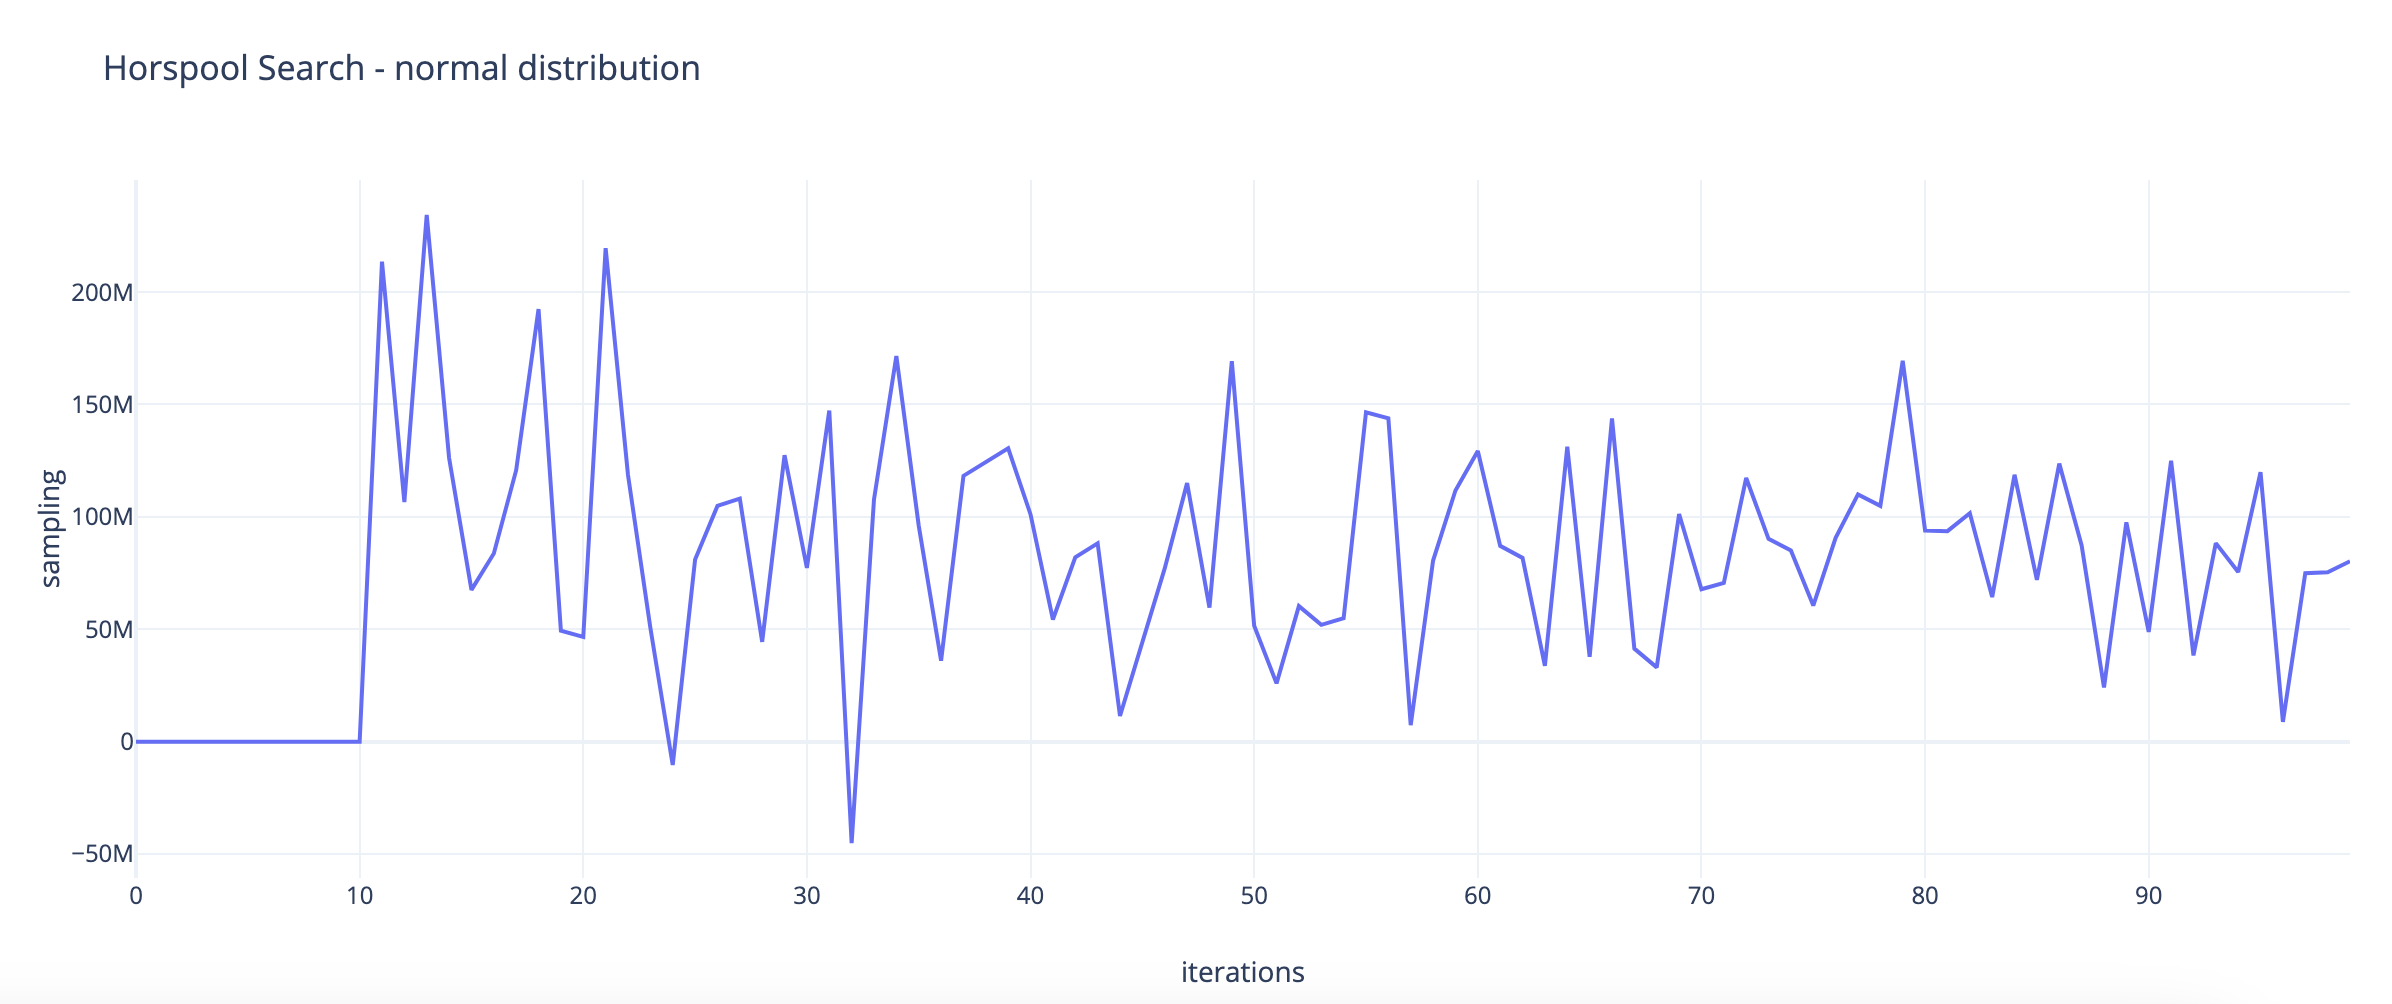 Horspool Search - normal distribution
200M
150M
100M
50M
0
−50M
sampling
0 10 20 30 40 50 60 70 80 90
iterations